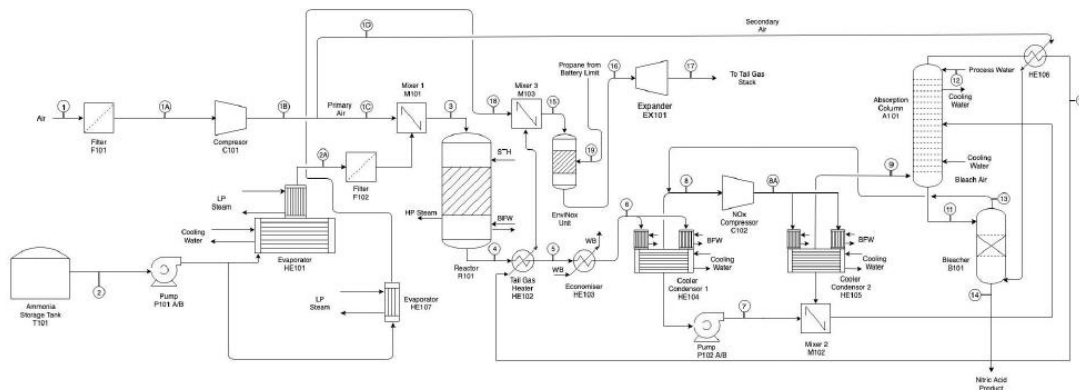 1D
Secondary
Air
HE106
Propane from
Battery Limit
16
17
To Tail Gas
Stack
Expander
EX101
12
Process Water
Cooling
Water
Absorption
Column
A101
Mixer 1
M101
Mixer 3
M103
18
15
Air
1
1A
1B
Primary
Air
1C
3
Filter
F101
Compresor
C101
2A
Filter
F102
STH
19
EnviNox
Unit
8
8A
9
Cooling
Water
Bleach Air
13
LP
Steam
HP Steam
BFW
6
NOx
Compressor
C102
11
Cooling
Water
Evaporator
HE101
Reactor
R101
4
5
WB
WB
BFW
BFW
Cooling
Water
Cooling
Water
Bleacher
B101
Tail Gas
Heater
HE102
Economiser
HE103
Cooler
Condensor 1
HE104
Cooler
Condensor 2
HE105
2
Pump
P101 A/B
LP
Steam
Evaporator
HE107
14
Ammonia
Storage Tank
T101
7
Pump
P102 A/B
Mixer 2
M102
Nitric Acid
Product